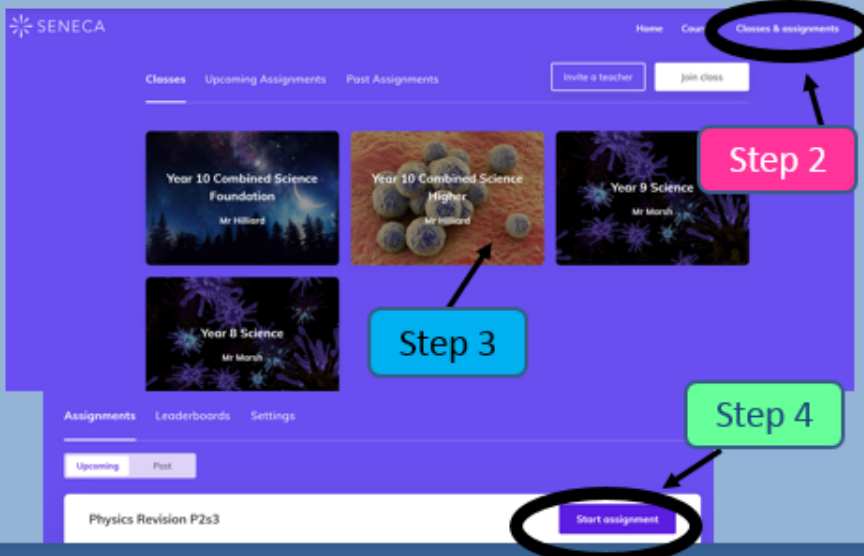 SENECA
Home Cour Classes & assignments
Classes Upcoming Assignments Past Assignments Invite a teacher Join class
Step 2
Year 10 Combined Science
Foundation
Mr Hilliard
Year 10 Combined Science
Higher
Mr Hilliard
Year 9 Science
Mr Marsh
Step 3
Year 8 Science
Mr Marsh
Step 4
Assignments Leaderboards Settings
Upcoming Past
Physics Revision P2s3 Start assignment